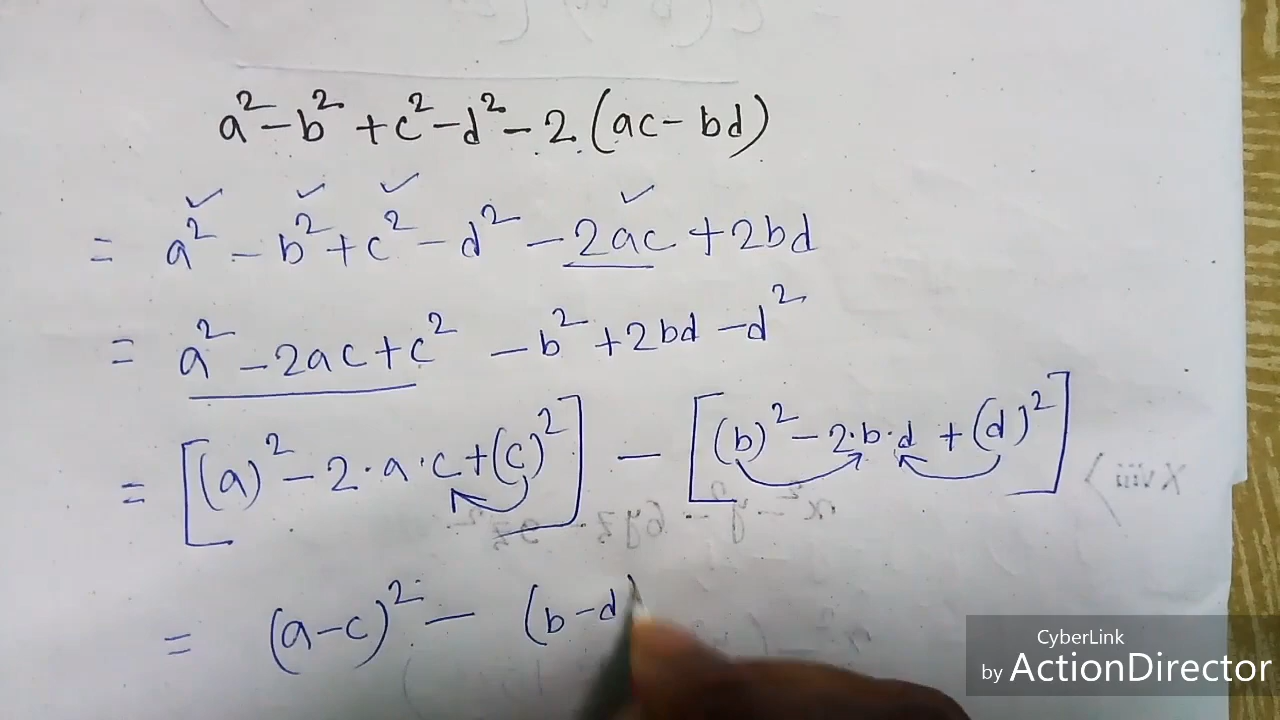 a² - b² + c² - d² - 2(ac - bd)
= a² - b² + c² - d² - 2ac + 2bd
= a² - 2ac + c² - b² + 2bd - d²
= [(a)² - 2·a·c + (c)²] - [(b)² - 2·b·d + (d)²]
= (a-c)² - (b-d)
CyberLink
by ActionDirector